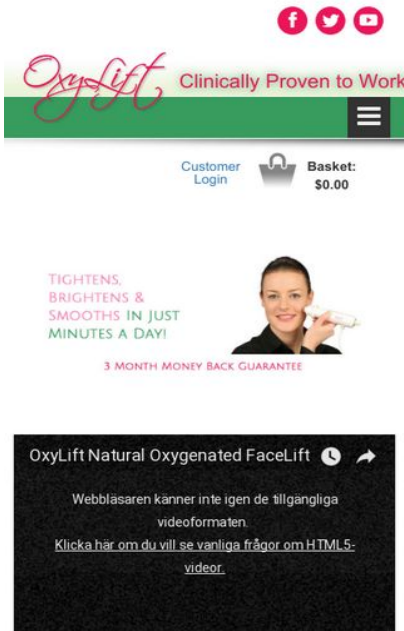 OxyLift
Clinically Proven to Work
Customer
Login
Basket:
$0.00
Tightens,
Brightens &
Smooths in just
Minutes a Day!
3 Month Money Back Guarantee
OxyLift Natural Oxygenated FaceLift
Webbläsaren känner inte igen de tillgängliga
videoformaten.
Klicka här om du vill se vanliga frågor om HTML5-
videor.